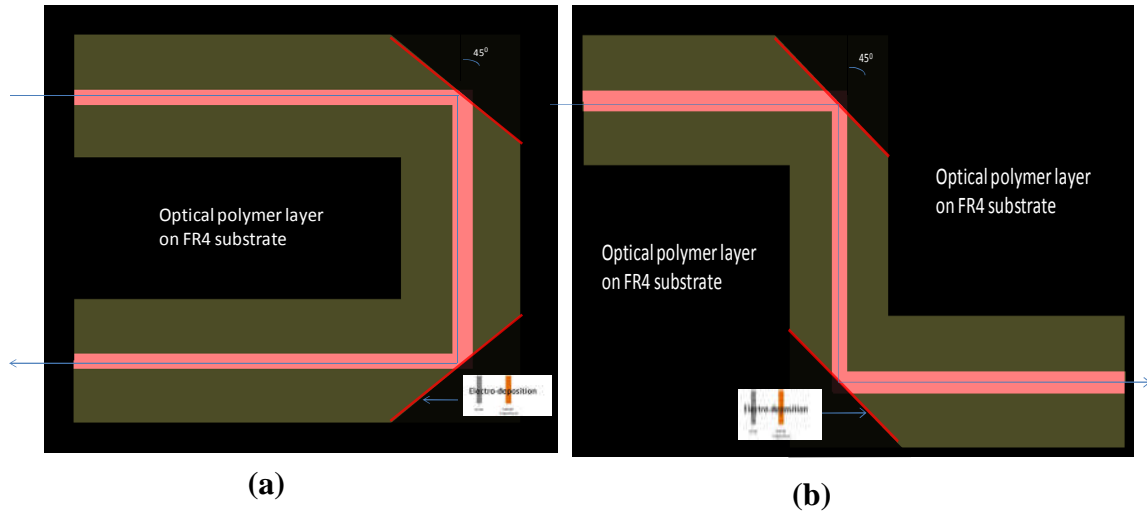 45⁰
Optical polymer layer
on FR4 substrate
Electro-deposition
(a)
45⁰
Optical polymer layer
on FR4 substrate
Optical polymer layer
on FR4 substrate
Electro-deposition
(b)